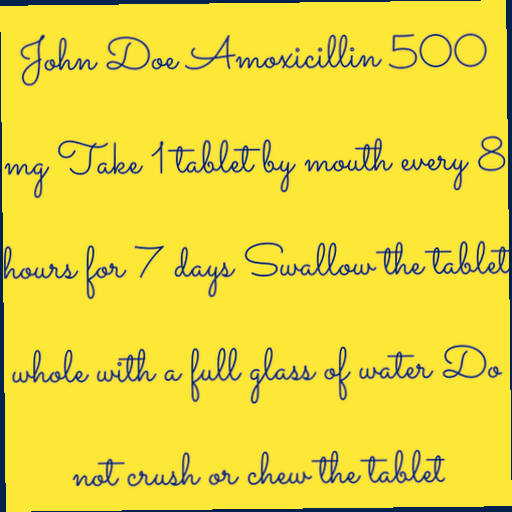 John Doe Amoxicillin 500
mg Take 1 tablet by mouth every 8
hours for 7 days Swallow the tablet
whole with a full glass of water Do
not crush or chew the tablet